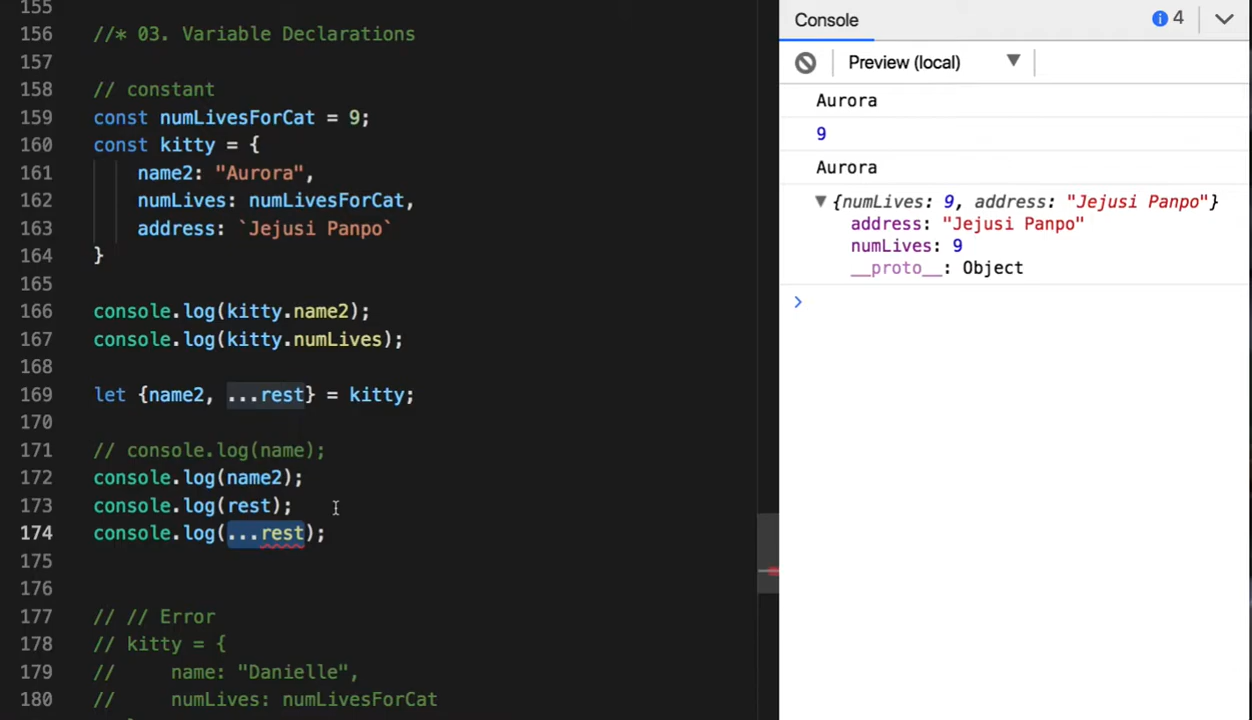 155
156 //* 03. Variable Declarations
157
158 // constant
159 const numLivesForCat = 9;
160 const kitty = {
161 name2: "Aurora",
162 numLives: numLivesForCat,
163 address: `Jejusi Panpo`
164 }
165
166 console.log(kitty.name2);
167 console.log(kitty.numLives);
168
169 let {name2, ...rest} = kitty;
170
171 // console.log(name);
172 console.log(name2);
173 console.log(rest);
174 console.log(...rest);
175
176
177 // // Error
178 // kitty = {
179 // name: "Danielle",
180 // numLives: numLivesForCat
Console 4
Preview (local)
Aurora
9
Aurora
{numLives: 9, address: "Jejusi Panpo"}
address: "Jejusi Panpo"
numLives: 9
__proto__: Object